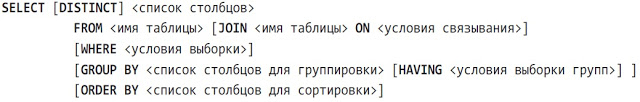 SELECT [DISTINCT] <список столбцов>
FROM <имя таблицы> [JOIN <имя таблицы> ON <условия связывания>]
[WHERE <условия выборки>]
[GROUP BY <список столбцов для группировки> [HAVING <условия выборки групп>] ]
[ORDER BY <список столбцов для сортировки>]